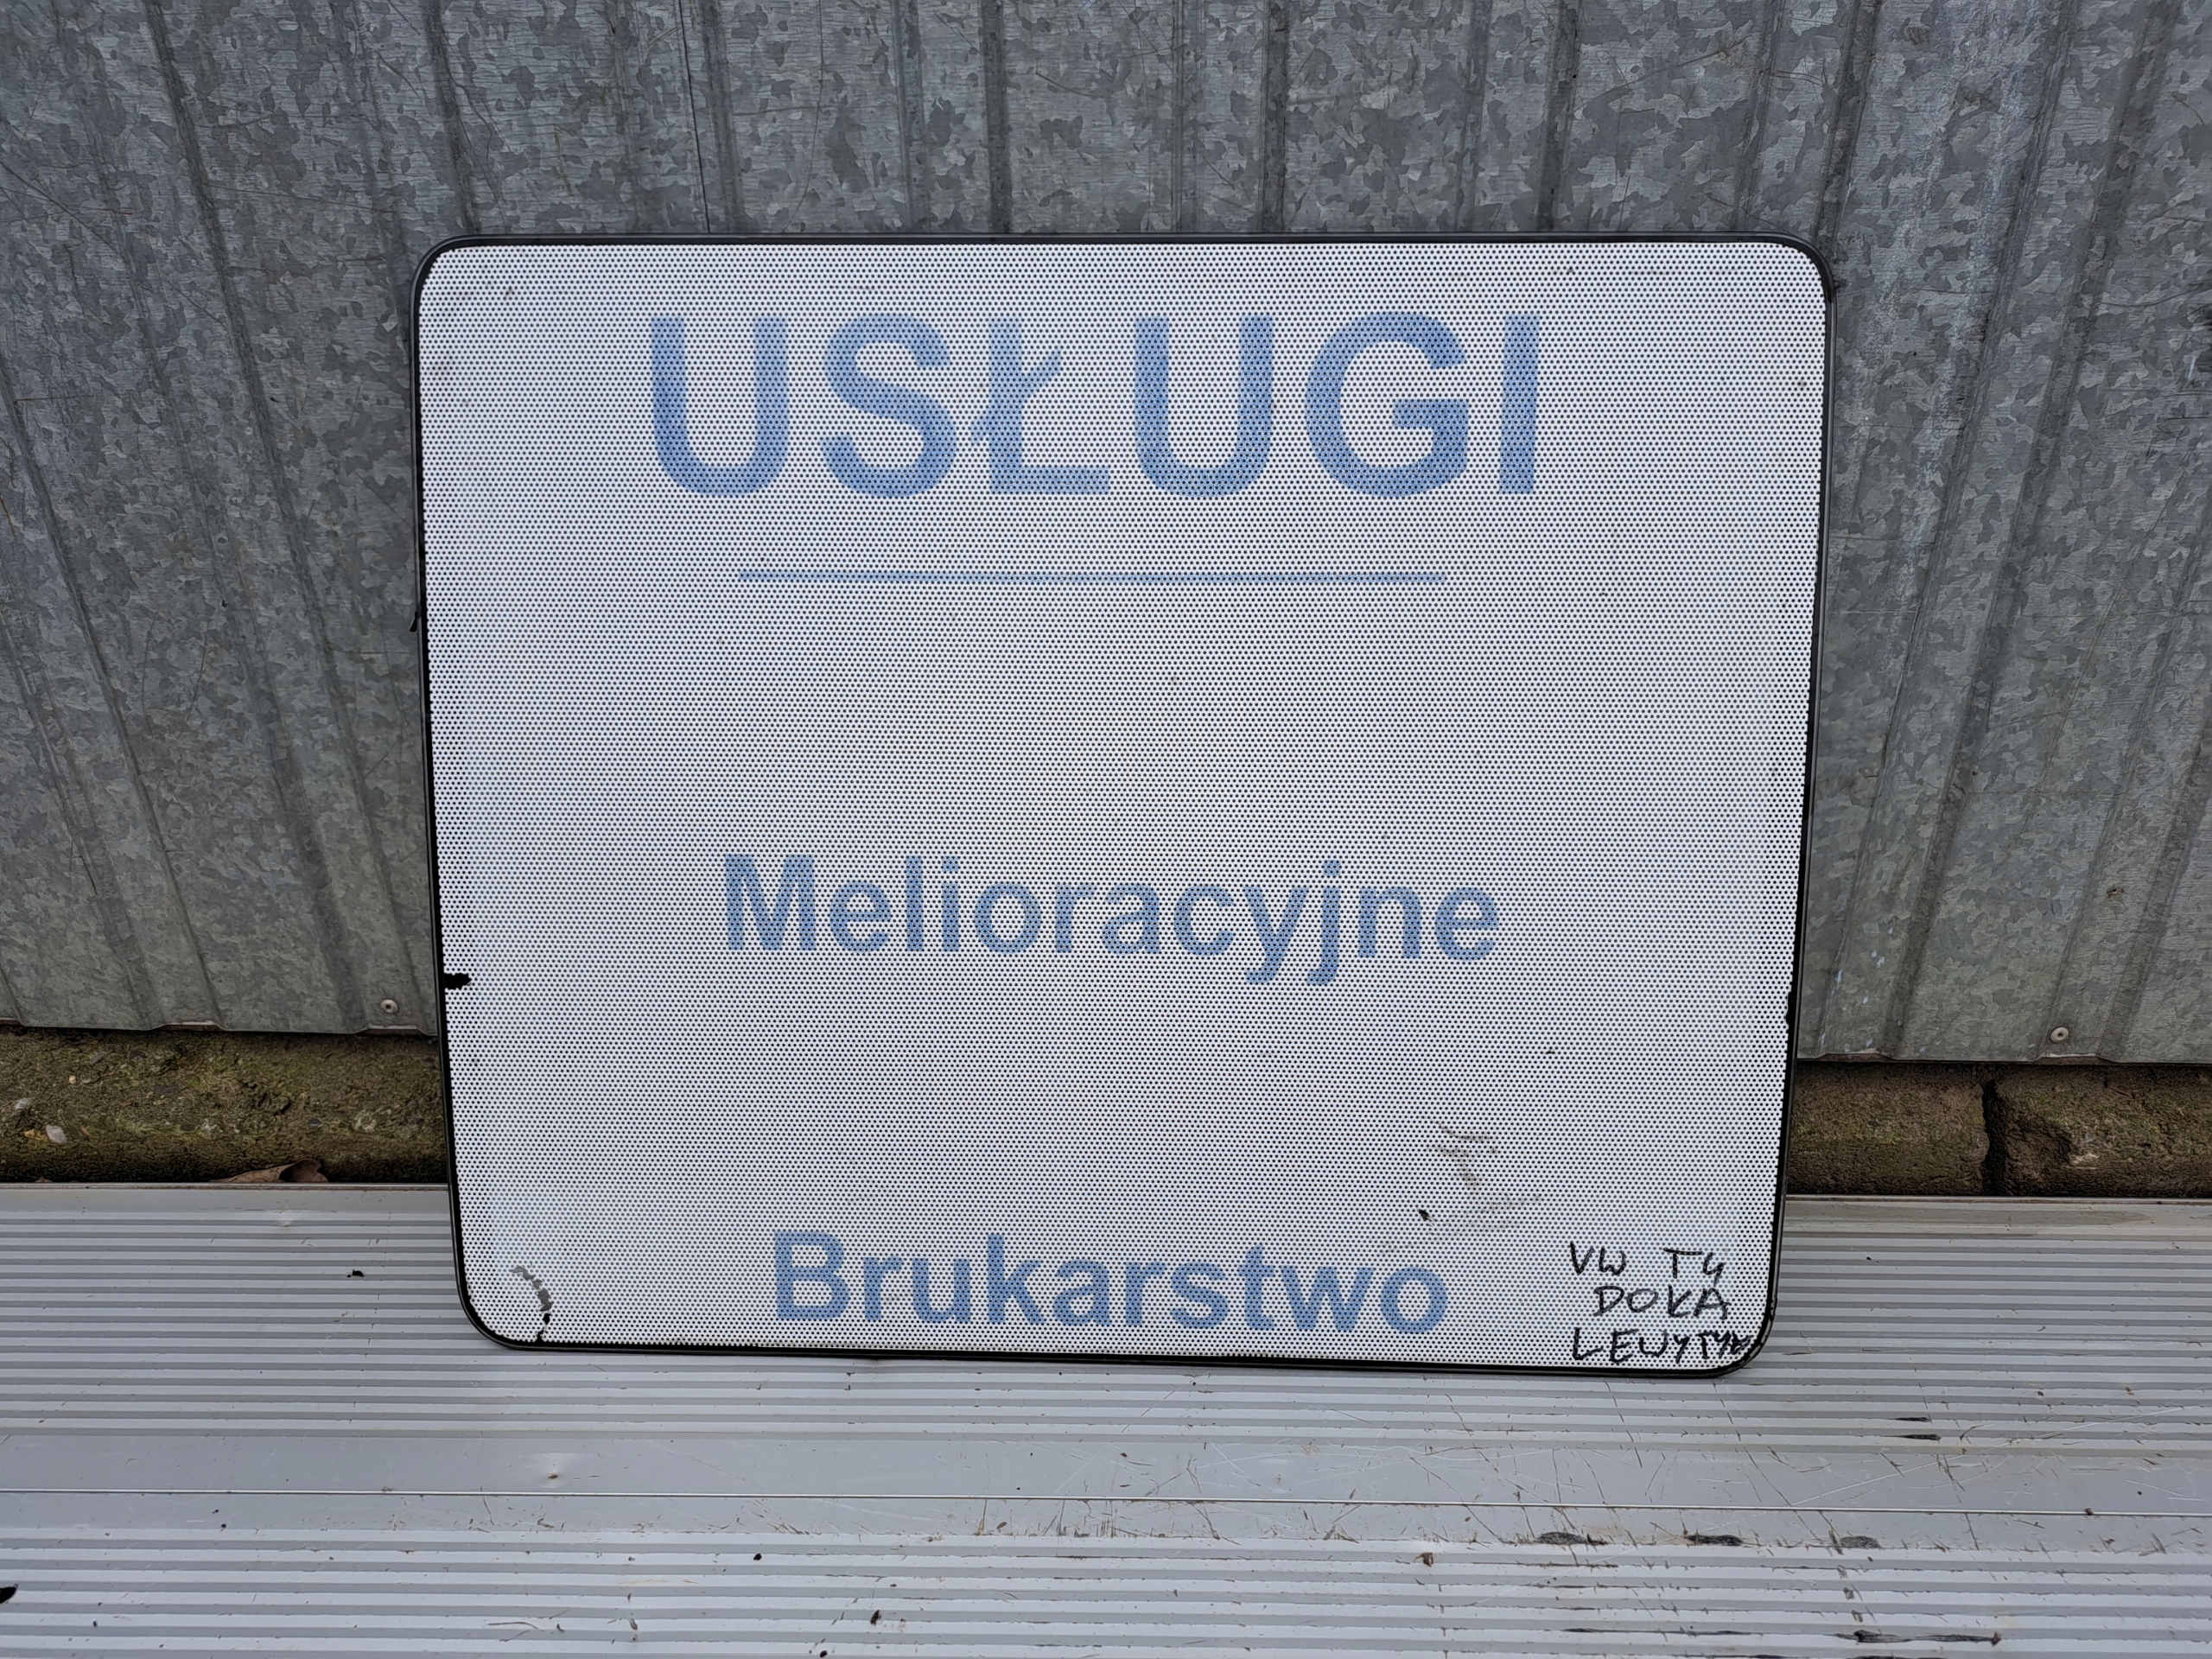 USŁUGI
Melioracyjne
Brukarstwo
VW T4
DOKA
LEWY TYŁ